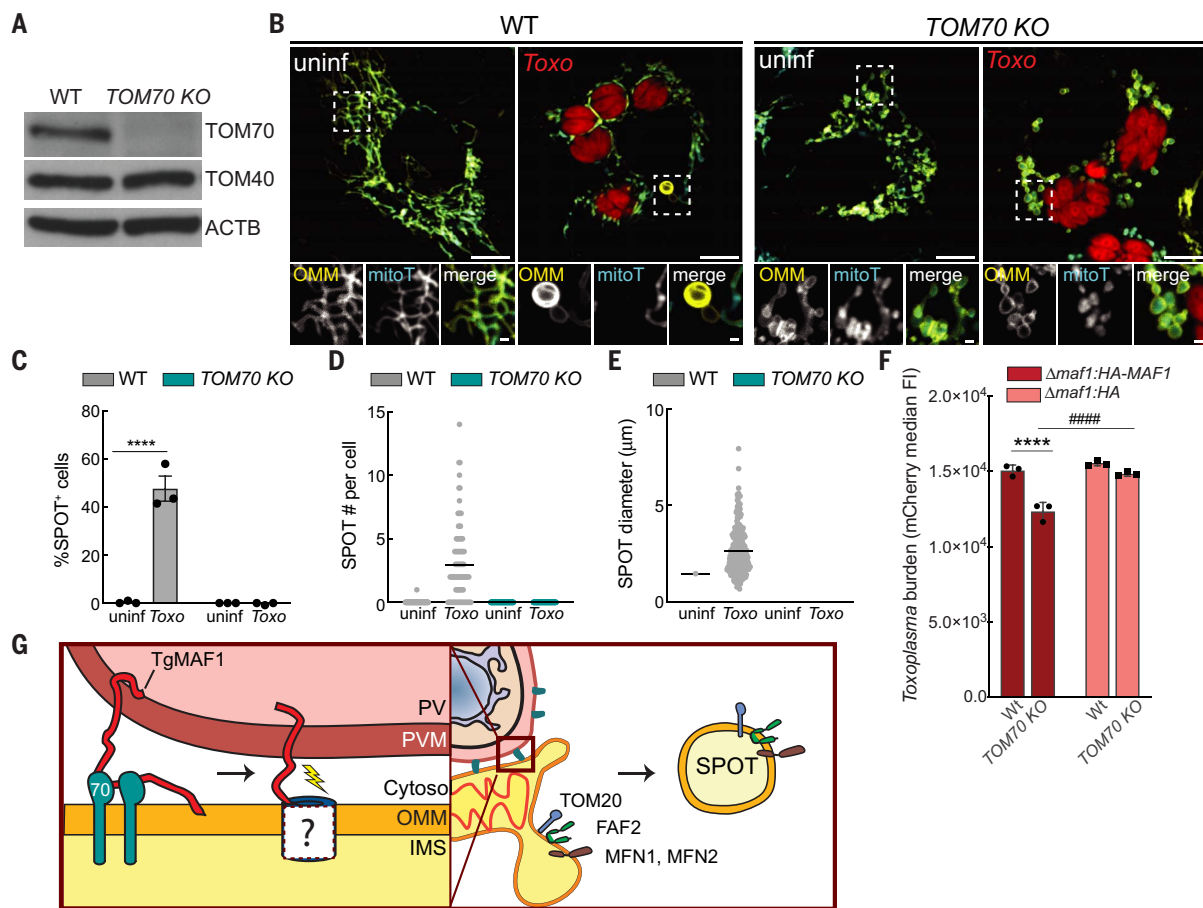 A
WT TOM70 KO
TOM70
TOM40
ACTB
B
WT
TOM70 KO
uninf
Toxo
uninf
Toxo
OMM mitoT merge OMM mitoT merge
OMM mitoT merge OMM mitoT merge
C
WT TOM70 KO
%SPOT+ cells
80
60
40
20
0
****
uninf Toxo uninf Toxo
D
WT TOM70 KO
SPOT # per cell
15
10
5
0
uninf Toxo uninf Toxo
E
WT TOM70 KO
SPOT diameter (µm)
10
5
0
uninf Toxo uninf Toxo
F
Δmaf1:HA-MAF1
Δmaf1:HA
Toxoplasma burden (mCherry median FI)
2.0×10⁴
1.5×10⁴
1.0×10⁴
5.0×10³
0.0
####
****
Wt
TOM70 KO
Wt
TOM70 KO
G
TgMAF1
PV
PVM
Cytoso
OMM
IMS
70
?
TOM20
FAF2
MFN1, MFN2
SPOT